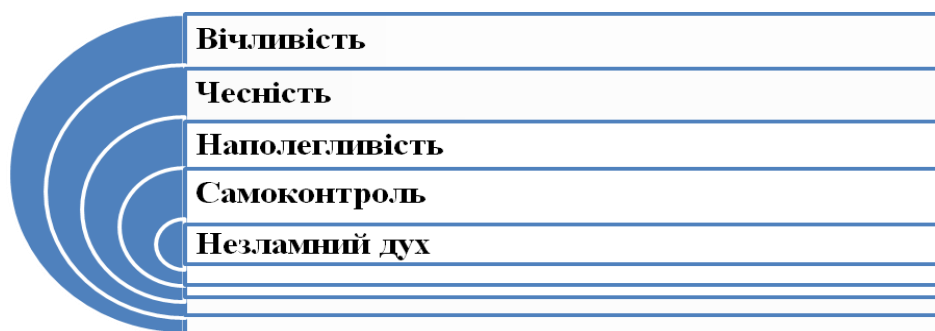 Вічливість
Чесність
Наполегливість
Самоконтроль
Незламний дух